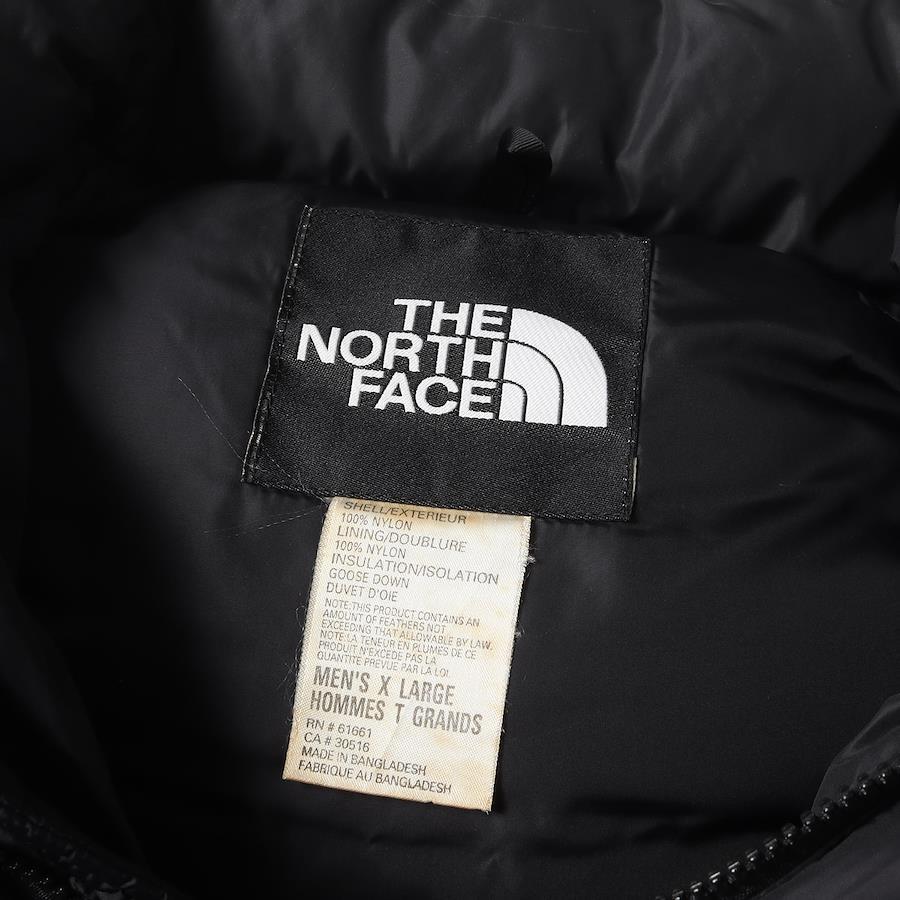 THE
NORTH
FACE
SHELL/EXTERIEUR
100% NYLON
LINING/DOUBLURE
100% NYLON
INSULATION/ISOLATION
GOOSE DOWN
DUVET D'OIE
NOTE:THIS PRODUCT CONTAINS AN
AMOUNT OF FEATHERS NOT
EXCEEDING THAT ALLOWABLE BY LAW.
NOTE:LA TENEUR EN PLUMES DE CE
PRODUIT.N'EXCEDE PAS LA
QUANTITE PREVUE PAR LA LOI.
MEN'S X LARGE
HOMMES T GRANDS
RN # 61661
CA # 30516
MADE IN BANGLADESH
FABRIQUE AU BANGLADESH